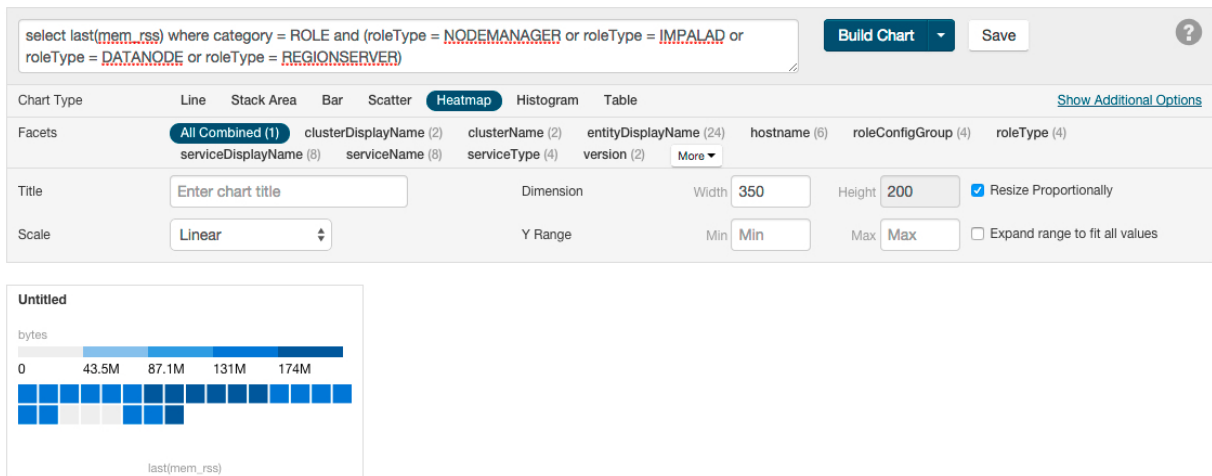 select last(mem_rss) where category = ROLE and (roleType = NODEMANAGER or roleType = IMPALAD or
roleType = DATANODE or roleType = REGIONSERVER)
Build Chart Save ?
Chart Type Line Stack Area Bar Scatter Heatmap Histogram Table Show Additional Options
Facets All Combined (1) clusterDisplayName (2) clusterName (2) entityDisplayName (24) hostname (6) roleConfigGroup (4) roleType (4)
serviceDisplayName (8) serviceName (8) serviceType (4) version (2) More
Title Enter chart title Dimension Width 350 Height 200 Resize Proportionally
Scale Linear Y Range Min Min Max Max Expand range to fit all values
Untitled
bytes
0 43.5M 87.1M 131M 174M
last(mem_rss)